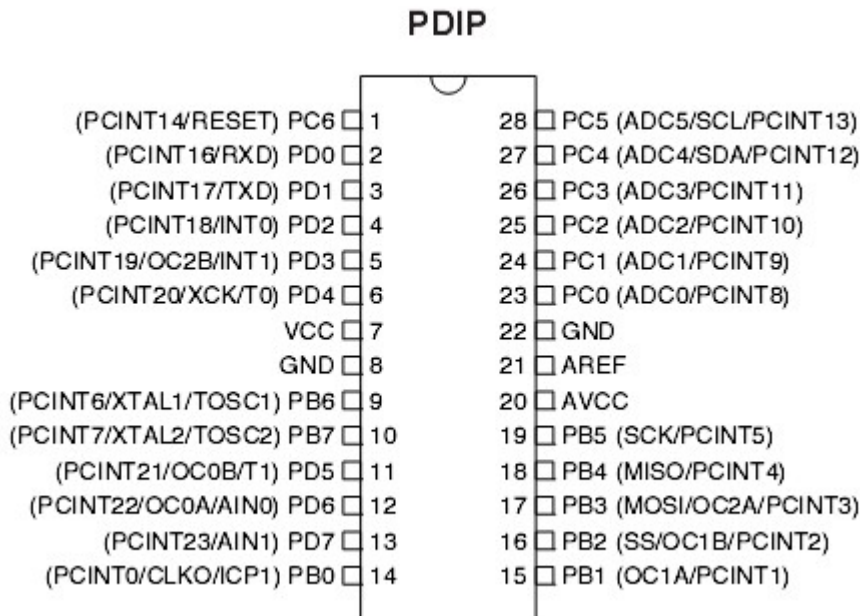 PDIP
(PCINT14/RESET) PC6 1 28 PC5 (ADC5/SCL/PCINT13)
(PCINT16/RXD) PD0 2 27 PC4 (ADC4/SDA/PCINT12)
(PCINT17/TXD) PD1 3 26 PC3 (ADC3/PCINT11)
(PCINT18/INT0) PD2 4 25 PC2 (ADC2/PCINT10)
(PCINT19/OC2B/INT1) PD3 5 24 PC1 (ADC1/PCINT9)
(PCINT20/XCK/T0) PD4 6 23 PC0 (ADC0/PCINT8)
VCC 7 22 GND
GND 8 21 AREF
(PCINT6/XTAL1/TOSC1) PB6 9 20 AVCC
(PCINT7/XTAL2/TOSC2) PB7 10 19 PB5 (SCK/PCINT5)
(PCINT21/OC0B/T1) PD5 11 18 PB4 (MISO/PCINT4)
(PCINT22/OC0A/AIN0) PD6 12 17 PB3 (MOSI/OC2A/PCINT3)
(PCINT23/AIN1) PD7 13 16 PB2 (SS/OC1B/PCINT2)
(PCINT0/CLKO/ICP1) PB0 14 15 PB1 (OC1A/PCINT1)